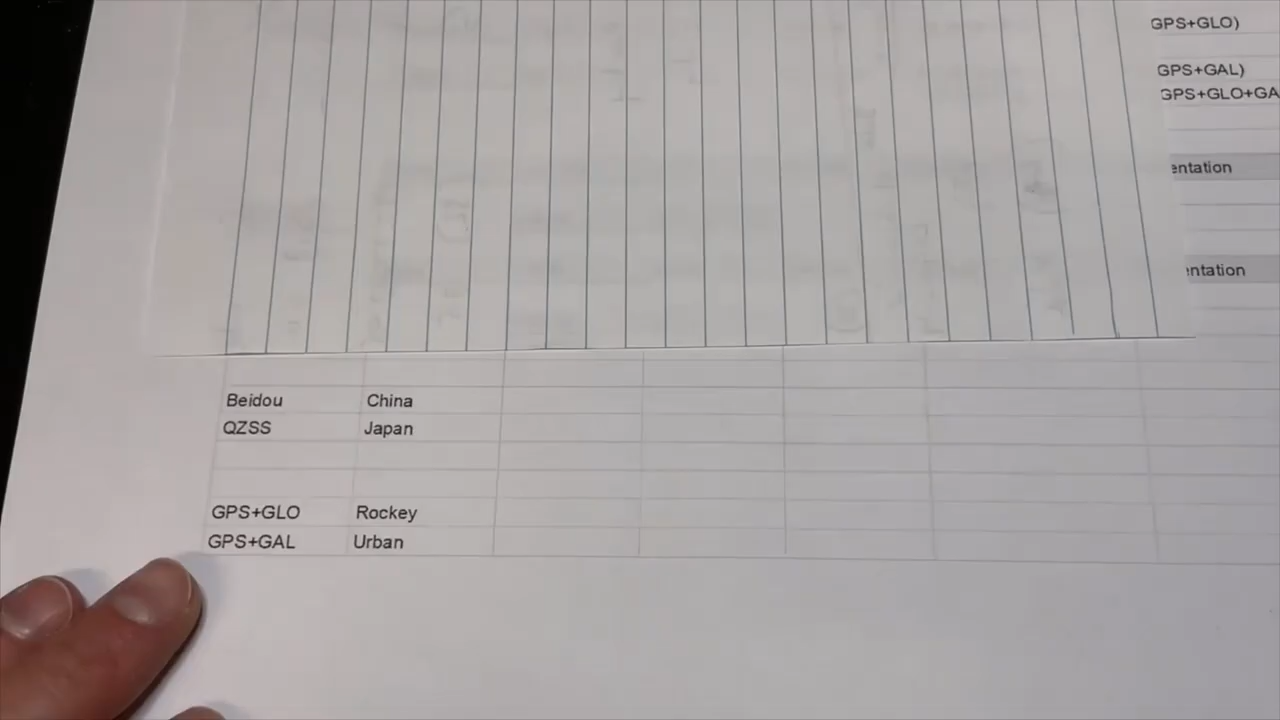 GPS+GLO)
GPS+GAL)
GPS+GLO+GA
entation
entation
Beidou China
QZSS Japan
GPS+GLO Rockey
GPS+GAL Urban